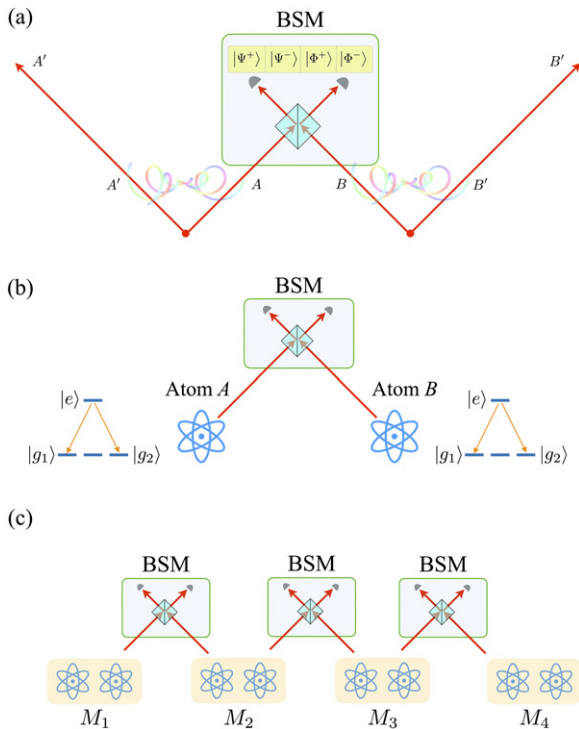 (a)
BSM
A′ B′
|Ψ⁺⟩ |Ψ⁻⟩ |Φ⁺⟩ |Φ⁻⟩
A′ A B B′
(b)
BSM
Atom A Atom B
|e⟩ |e⟩
|g₁⟩ |g₂⟩ |g₁⟩ |g₂⟩
(c)
BSM BSM BSM
M₁ M₂ M₃ M₄